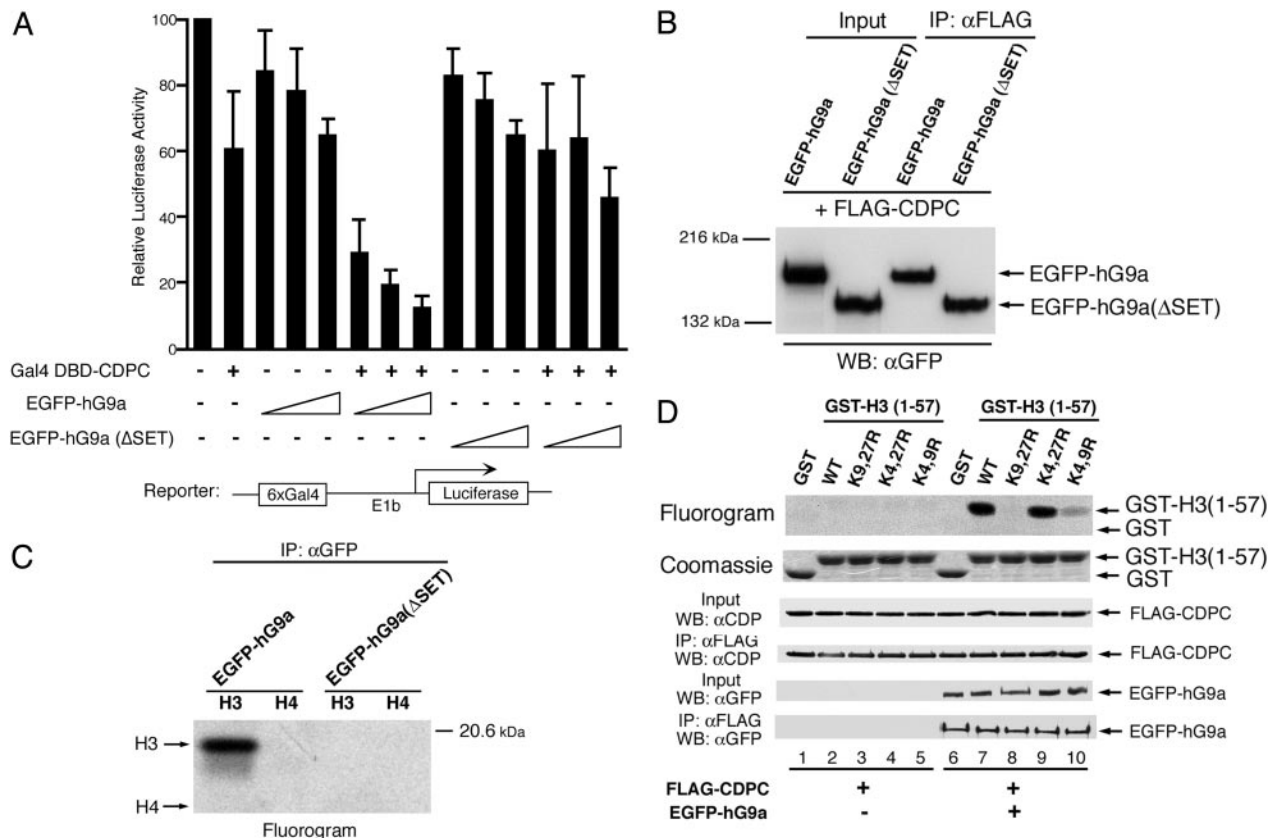 A
Relative Luciferase Activity
100
80
60
40
20
0
Gal4 DBD-CDPC - + - - - + + + - - - + + +
EGFP-hG9a - - - - - - - -
EGFP-hG9a (ΔSET) - - - - - - - -
Reporter: 6xGal4 E1b Luciferase
B
Input IP: αFLAG
EGFP-hG9a EGFP-hG9a (ΔSET) EGFP-hG9a EGFP-hG9a (ΔSET)
+ FLAG-CDPC
216 kDa
132 kDa
EGFP-hG9a
EGFP-hG9a(ΔSET)
WB: αGFP
C
IP: αGFP
EGFP-hG9a EGFP-hG9a(ΔSET)
H3 H4 H3 H4
20.6 kDa
H3
H4
Fluorogram
D
GST-H3 (1-57) GST-H3 (1-57)
GST WT K9,27R K4,27R K4,9R GST WT K9,27R K4,27R K4,9R
Fluorogram GST-H3(1-57)
GST
Coomassie GST-H3(1-57)
GST
Input
WB: αCDP FLAG-CDPC
IP: αFLAG
WB: αCDP FLAG-CDPC
Input
WB: αGFP EGFP-hG9a
IP: αFLAG
WB: αGFP EGFP-hG9a
1 2 3 4 5 6 7 8 9 10
FLAG-CDPC + +
EGFP-hG9a - +